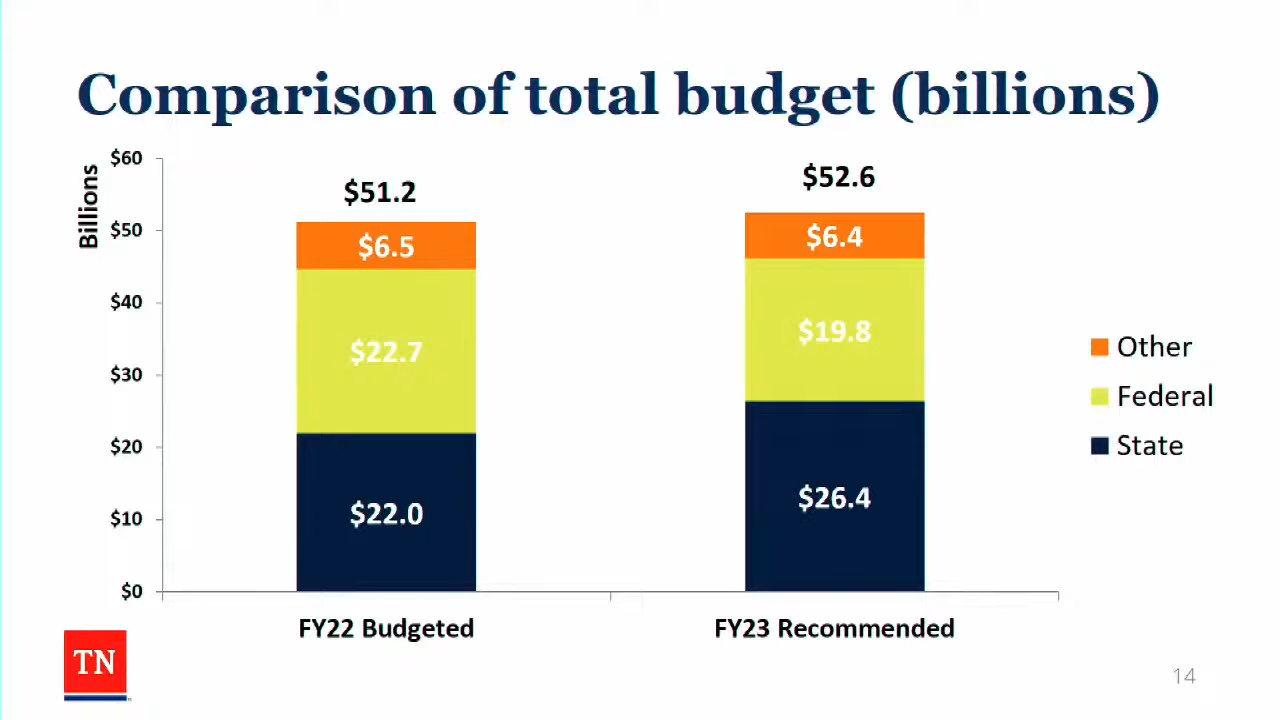 Comparison of total budget (billions)
Billions
$60
$50
$40
$30
$20
$10
$0
$51.2
$6.5
$22.7
$22.0
$52.6
$6.4
$19.8
$26.4
FY22 Budgeted
FY23 Recommended
Other
Federal
State
TN
14